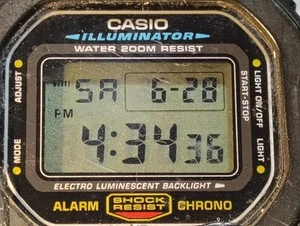 CASIO
ILLUMINATOR
WATER 200M RESIST
ADJUST
SA 6-28
LIGHT ON/OFF
START-STOP
PM
4:34 36
MODE
LIGHT
ELECTRO LUMINESCENT BACKLIGHT
ALARM SHOCK RESIST CHRONO